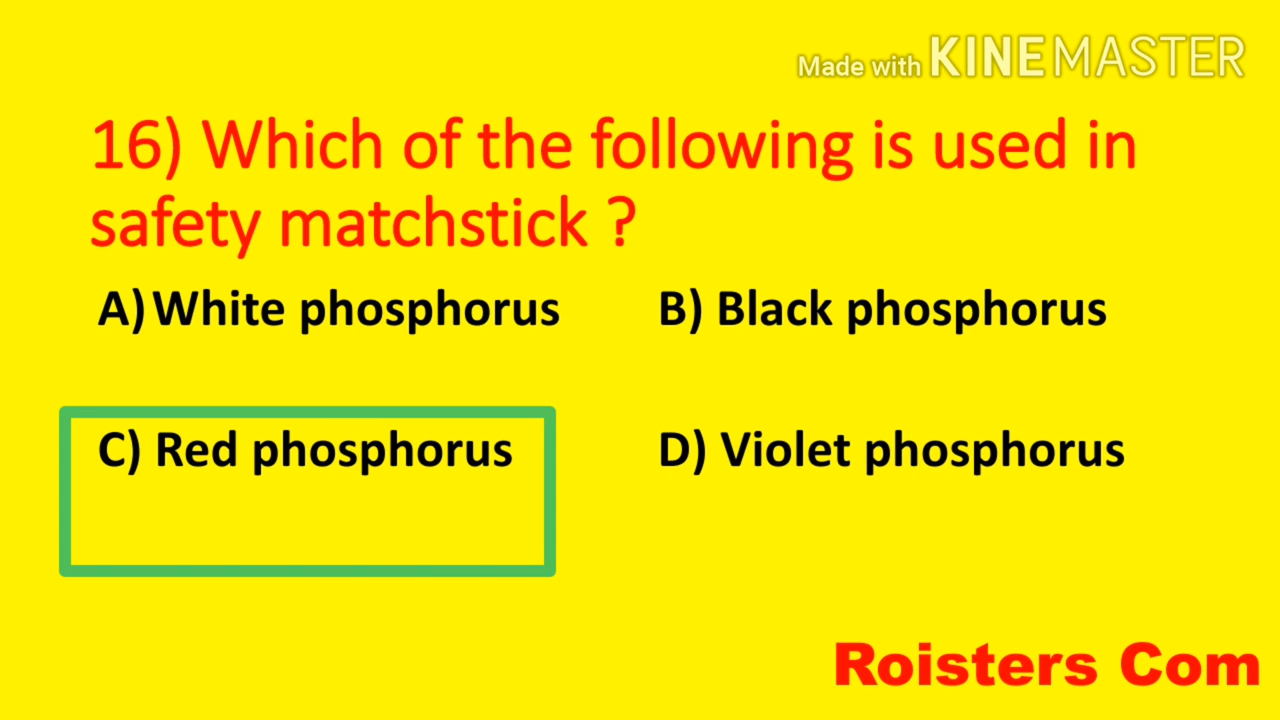 Made with KINEMASTER
16) Which of the following is used in
safety matchstick ?
A) White phosphorus B) Black phosphorus
C) Red phosphorus D) Violet phosphorus
Roisters Com